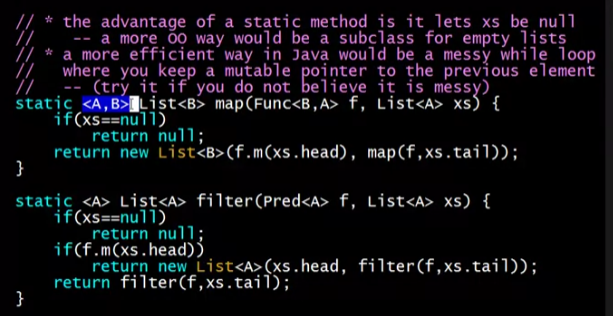 // * the advantage of a static method is it lets xs be null
//    -- a more OO way would be a subclass for empty lists
// * a more efficient way in Java would be a messy while loop
//   where you keep a mutable pointer to the previous element
//   -- (try it if you do not believe it is messy)
static <A,B> List<B> map(Func<B,A> f, List<A> xs) {
    if(xs==null)
        return null;
    return new List<B>(f.m(xs.head), map(f,xs.tail));
}

static <A> List<A> filter(Pred<A> f, List<A> xs) {
    if(xs==null)
        return null;
    if(f.m(xs.head))
        return new List<A>(xs.head, filter(f,xs.tail));
    return filter(f,xs.tail);
}